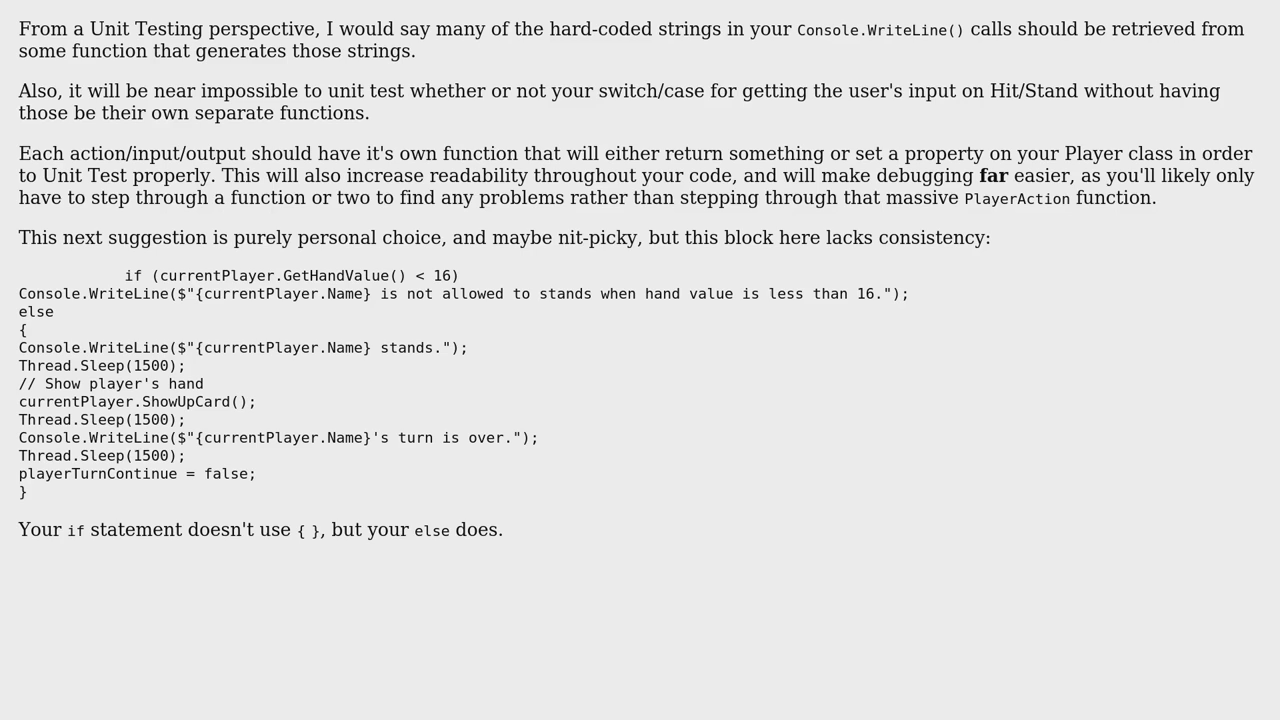 From a Unit Testing perspective, I would say many of the hard-coded strings in your Console.WriteLine() calls should be retrieved from
some function that generates those strings.
Also, it will be near impossible to unit test whether or not your switch/case for getting the user's input on Hit/Stand without having
those be their own separate functions.
Each action/input/output should have it's own function that will either return something or set a property on your Player class in order
to Unit Test properly. This will also increase readability throughout your code, and will make debugging far easier, as you'll likely only
have to step through a function or two to find any problems rather than stepping through that massive PlayerAction function.
This next suggestion is purely personal choice, and maybe nit-picky, but this block here lacks consistency:
            if (currentPlayer.GetHandValue() < 16)
Console.WriteLine($"{currentPlayer.Name} is not allowed to stands when hand value is less than 16.");
else
{
Console.WriteLine($"{currentPlayer.Name} stands.");
Thread.Sleep(1500);
// Show player's hand
currentPlayer.ShowUpCard();
Thread.Sleep(1500);
Console.WriteLine($"{currentPlayer.Name}'s turn is over.");
Thread.Sleep(1500);
playerTurnContinue = false;
}
Your if statement doesn't use { }, but your else does.